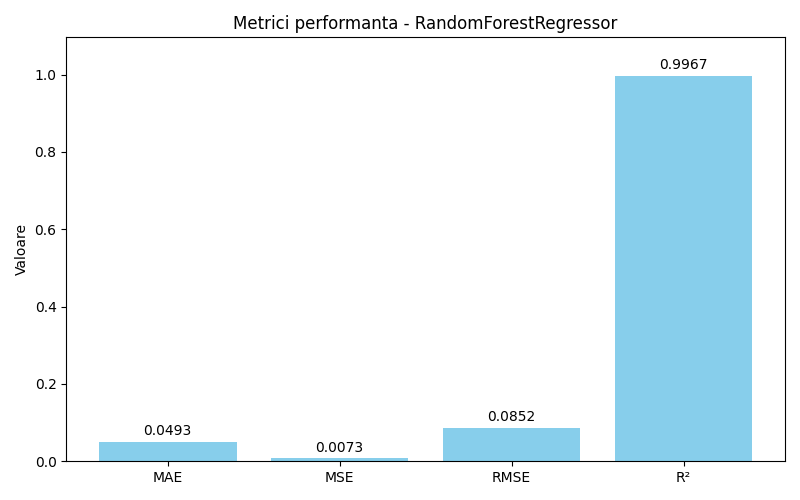 Metrici performanta - RandomForestRegressor
Valoare
1.0
0.8
0.6
0.4
0.2
0.0
0.0493
0.0073
0.0852
0.9967
MAE
MSE
RMSE
R²